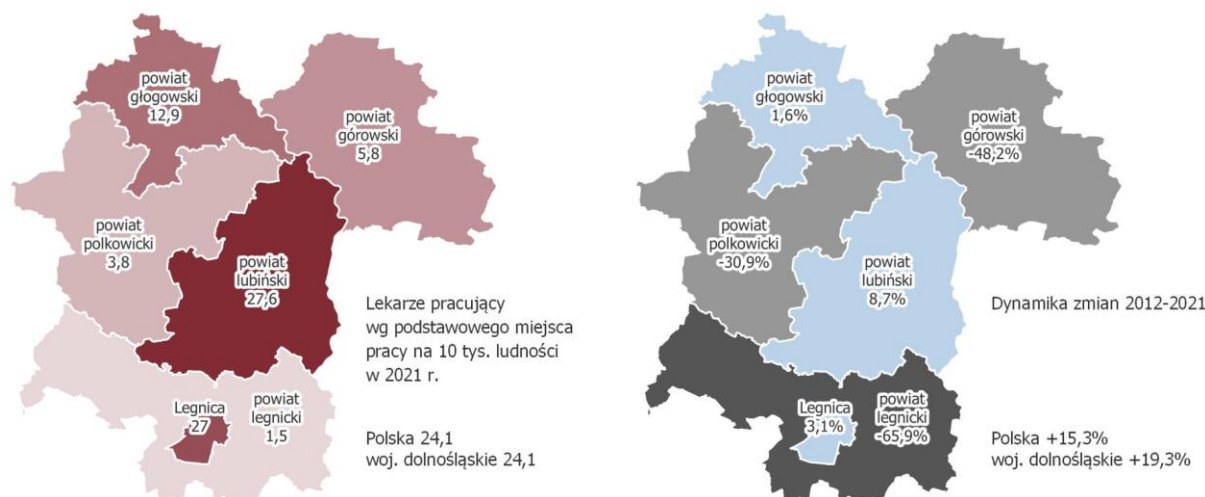 powiat
głogowski
12,9
powiat
górowski
5,8
powiat
polkowicki
3,8
powiat
lubiński
27,6
Lekarze pracujący
wg podstawowego miejsca
pracy na 10 tys. ludności
w 2021 r.
Legnica
27
powiat
legnicki
1,5
Polska 24,1
woj. dolnośląskie 24,1
powiat
głogowski
1,6%
powiat
górowski
-48,2%
powiat
polkowicki
-30,9%
powiat
lubiński
8,7%
Dynamika zmian 2012-2021
Legnica
3,1%
powiat
legnicki
-65,9%
Polska +15,3%
woj. dolnośląskie +19,3%